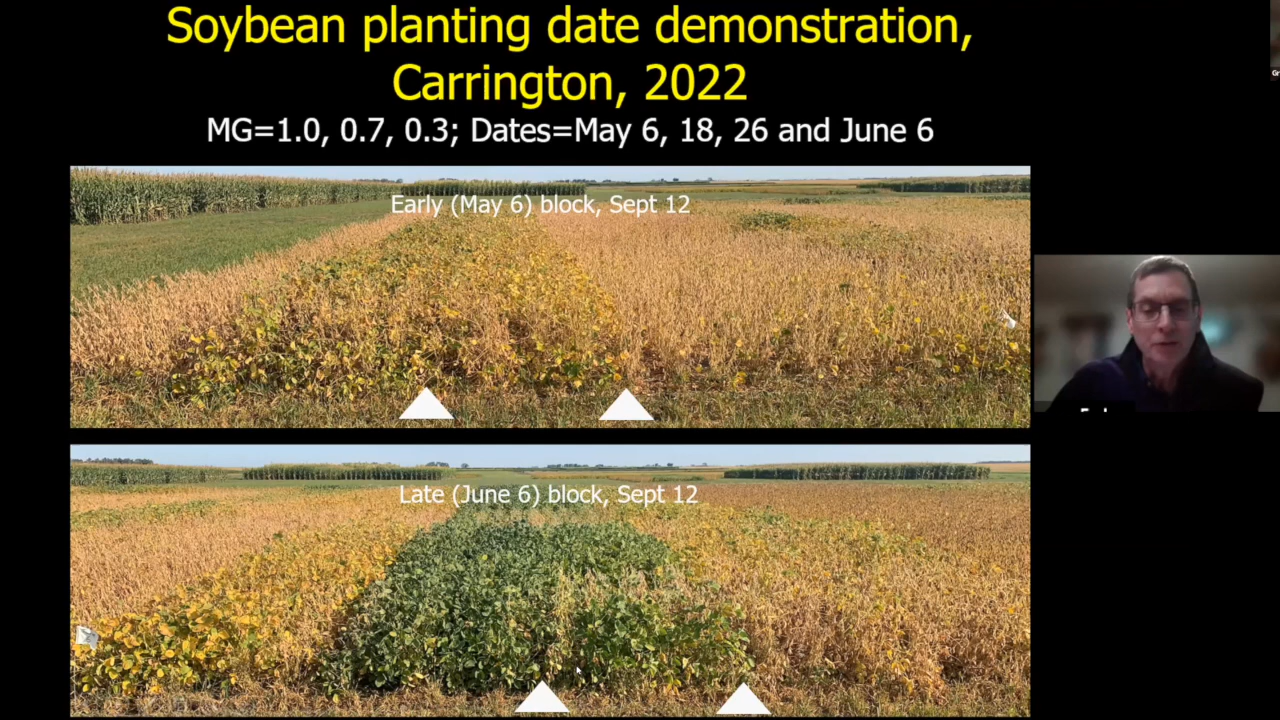 Soybean planting date demonstration,
Carrington, 2022
MG=1.0, 0.7, 0.3; Dates=May 6, 18, 26 and June 6
Early (May 6) block, Sept 12
Late (June 6) block, Sept 12
Gr